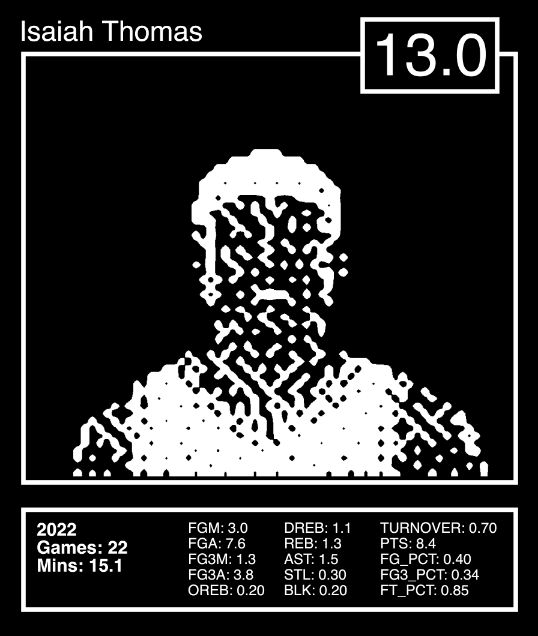 Isaiah Thomas
13.0
2022
Games: 22
Mins: 15.1
FGM: 3.0
FGA: 7.6
FG3M: 1.3
FG3A: 3.8
OREB: 0.20
DREB: 1.1
REB: 1.3
AST: 1.5
STL: 0.30
BLK: 0.20
TURNOVER: 0.70
PTS: 8.4
FG_PCT: 0.40
FG3_PCT: 0.34
FT_PCT: 0.85